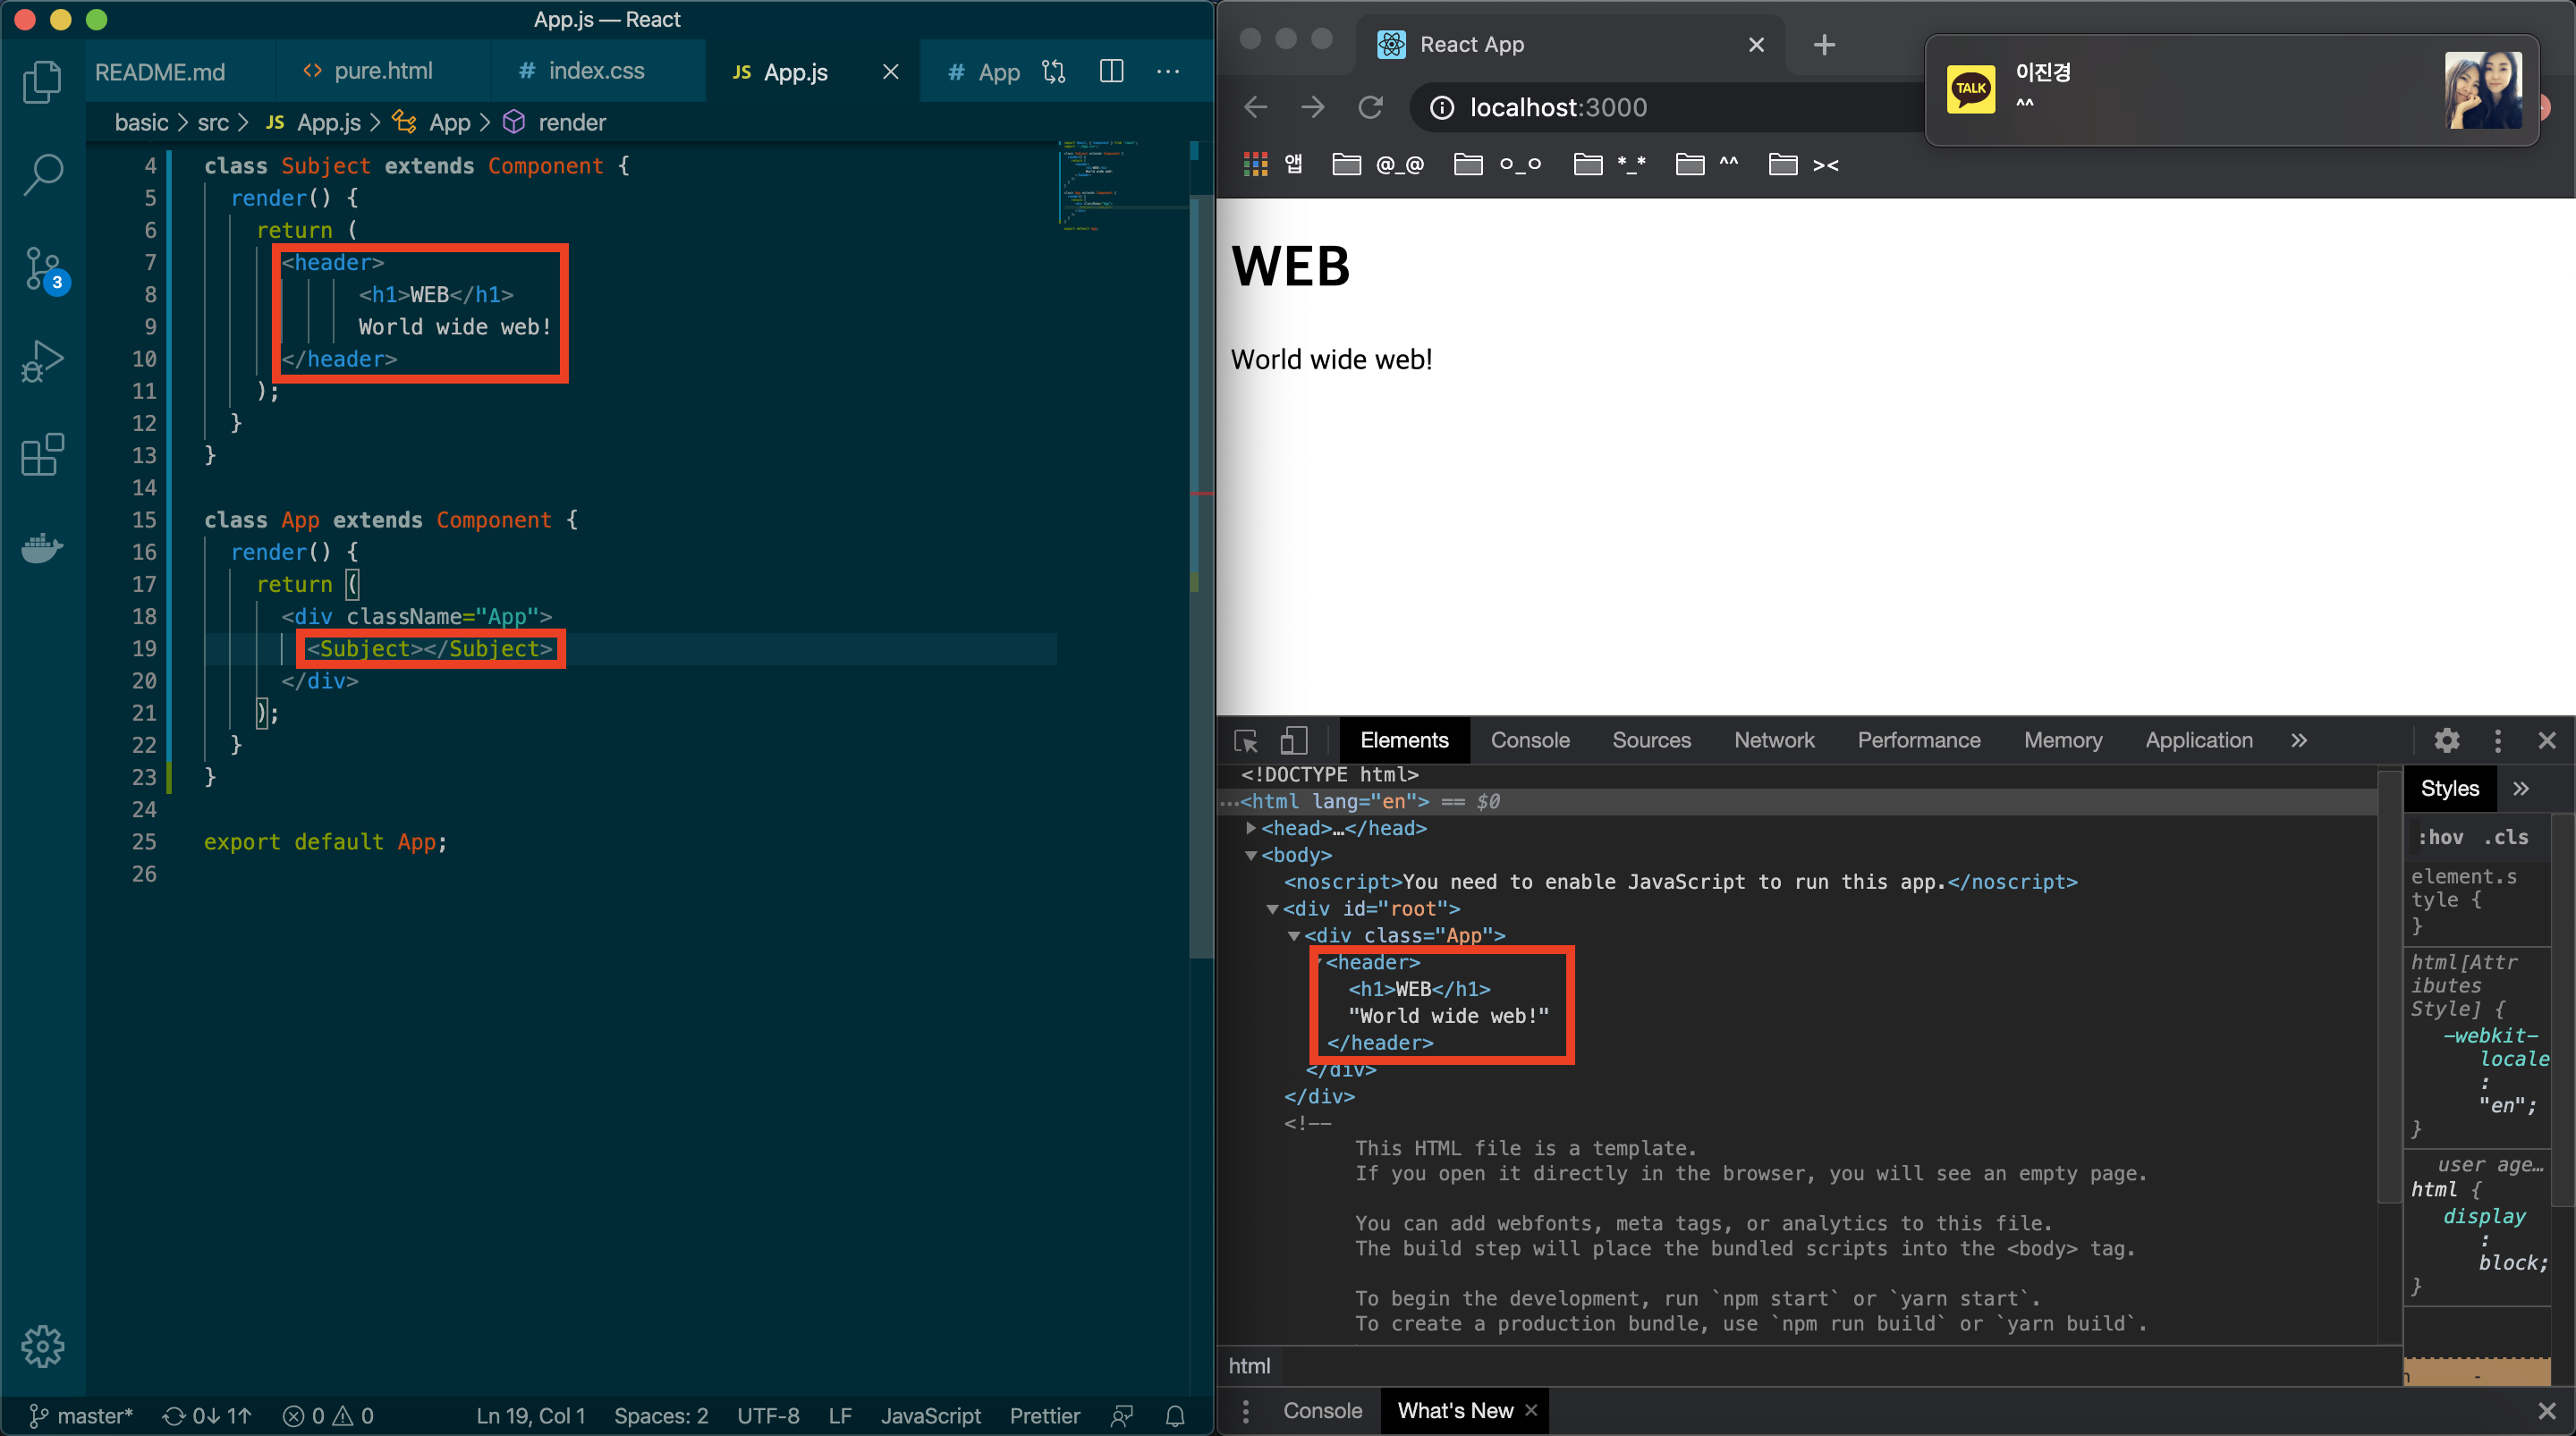 App.js — React
README.md
<> pure.html
# index.css
JS App.js
# App
basic > src > JS App.js > App > render
4 class Subject extends Component {
5 render() {
6 return (
7 <header>
8 <h1>WEB</h1>
9 World wide web!
10 </header>
11 );
12 }
13 }
14
15 class App extends Component {
16 render() {
17 return (
18 <div className="App">
19 <Subject></Subject>
20 </div>
21 );
22 }
23 }
24
25 export default App;
26
3
master* 0↓ 1↑ 0 0 Ln 19, Col 1 Spaces: 2 UTF-8 LF JavaScript Prettier
React App
localhost:3000
TALK
이진경
^^
앱 @_@ ㅇ_ㅇ *_* ^^ ><
WEB
World wide web!
Elements Console Sources Network Performance Memory Application »
<!DOCTYPE html>
…<html lang="en"> == $0
<head>…</head>
<body>
<noscript>You need to enable JavaScript to run this app.</noscript>
<div id="root">
<div class="App">
<header>
<h1>WEB</h1>
"World wide web!"
</header>
</div>
</div>
<!--
This HTML file is a template.
If you open it directly in the browser, you will see an empty page.
You can add webfonts, meta tags, or analytics to this file.
The build step will place the bundled scripts into the <body> tag.
To begin the development, run `npm start` or `yarn start`.
To create a production bundle, use `npm run build` or `yarn build`.
html
Styles »
:hov .cls
element.s
tyle {
}
html[Attr
ibutes
Style] {
-webkit-
locale
:
"en";
}
user age…
html {
display
:
block;
}
-
Console What's New